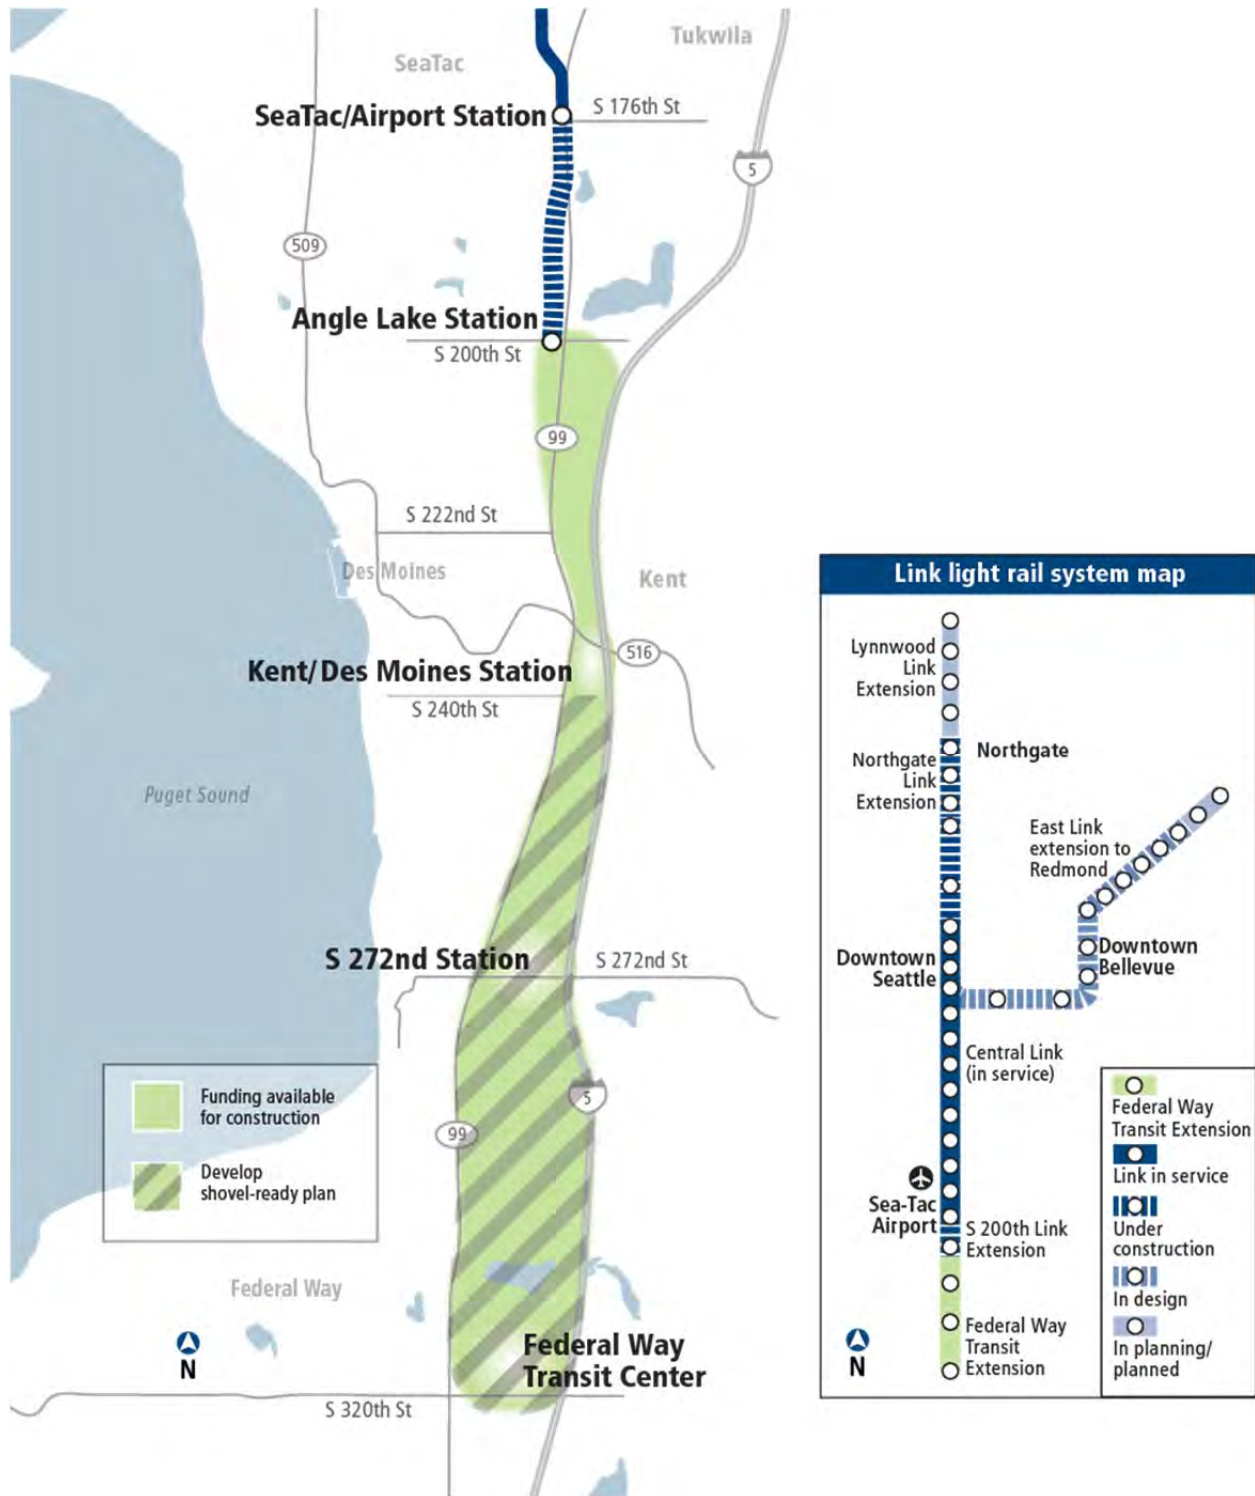 SeaTac
Tukwila
SeaTac/Airport Station
S 176th St
5
509
Angle Lake Station
S 200th St
99
S 222nd St
Des Moines
Kent
516
Kent/Des Moines Station
S 240th St
Puget Sound
S 272nd Station
S 272nd St
5
99
Funding available
for construction
Develop
shovel-ready plan
Federal Way
N
Federal Way
Transit Center
S 320th St
Link light rail system map
Lynnwood
Link
Extension
Northgate
Northgate
Link
Extension
East Link
extension to
Redmond
Downtown
Seattle
Downtown
Bellevue
Central Link
(in service)
Sea-Tac
Airport
S 200th Link
Extension
Federal Way
Transit
Extension
N
Federal Way
Transit Extension
Link in service
Under
construction
In design
In planning/
planned